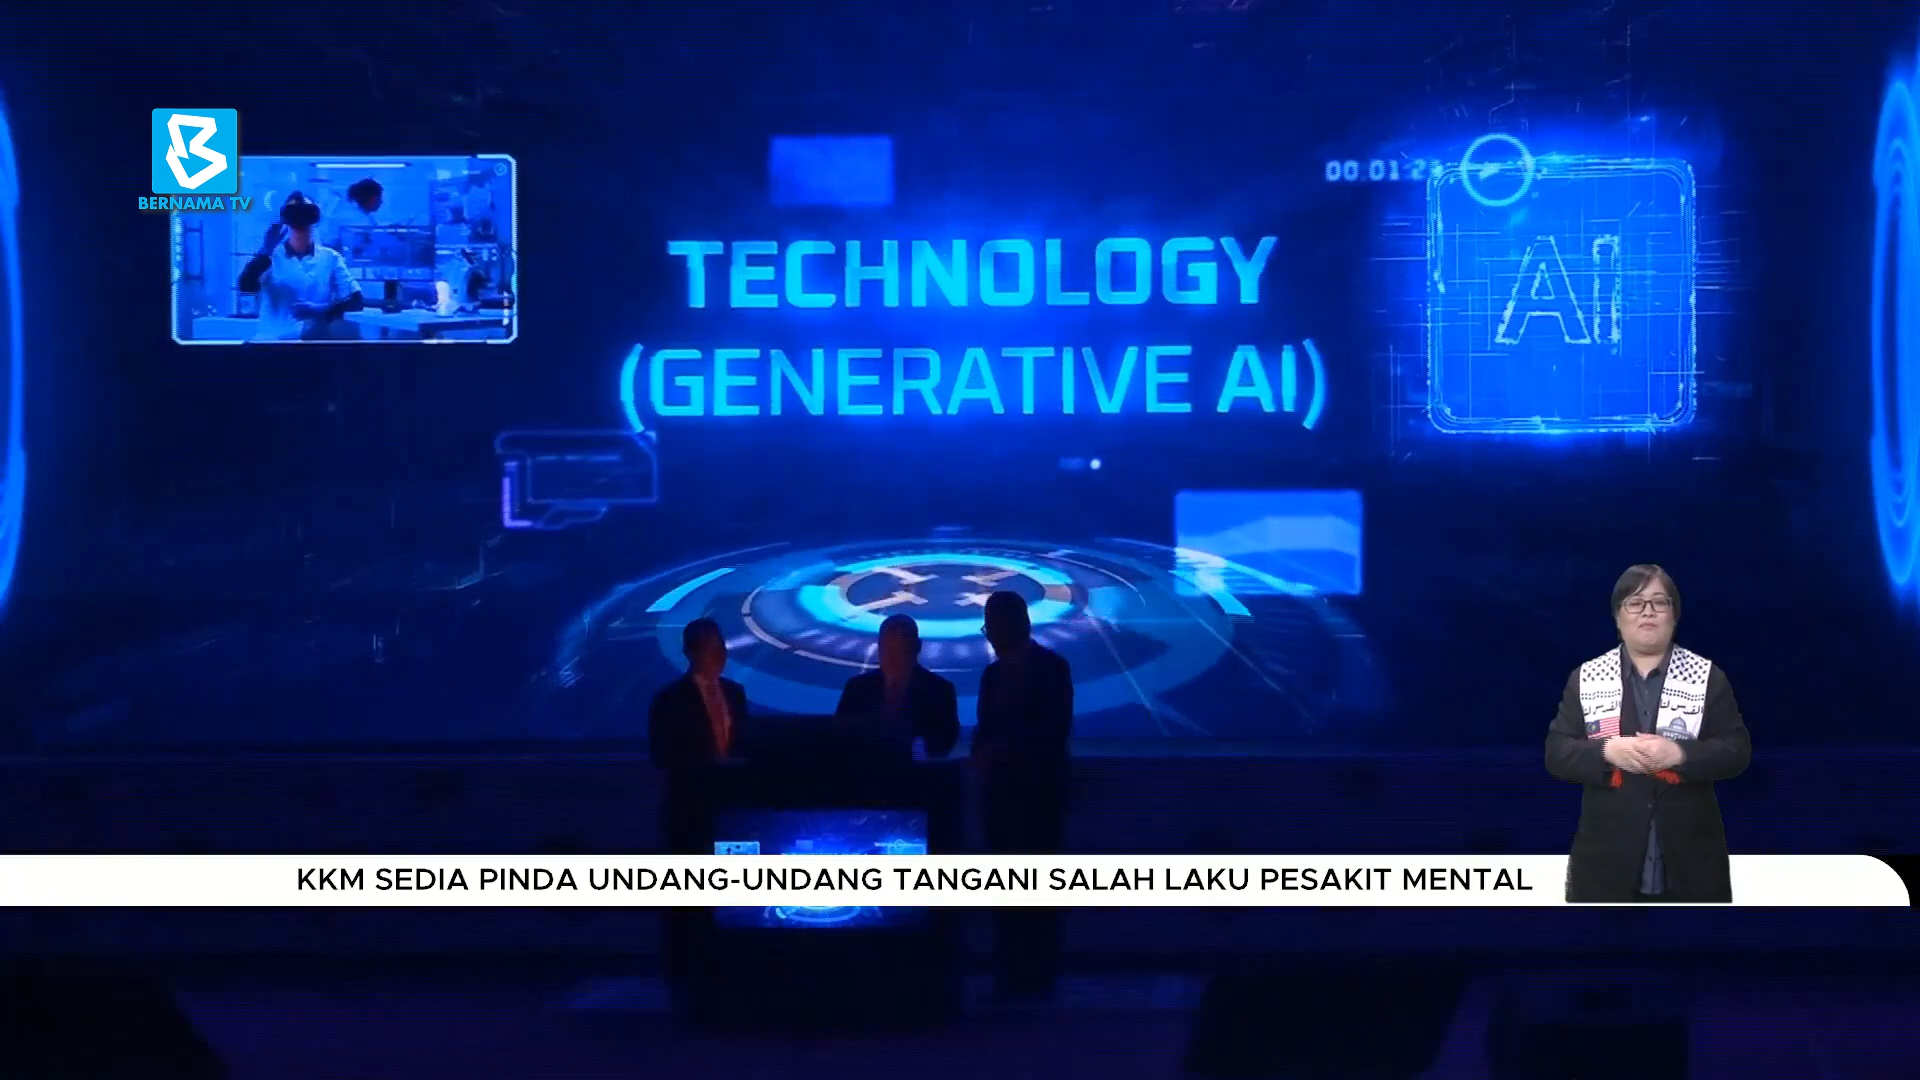 BERNAMA TV
00:01:2
TECHNOLOGY
(GENERATIVE AI)
AI
KKM SEDIA PINDA UNDANG-UNDANG TANGANI SALAH LAKU PESAKIT MENTAL